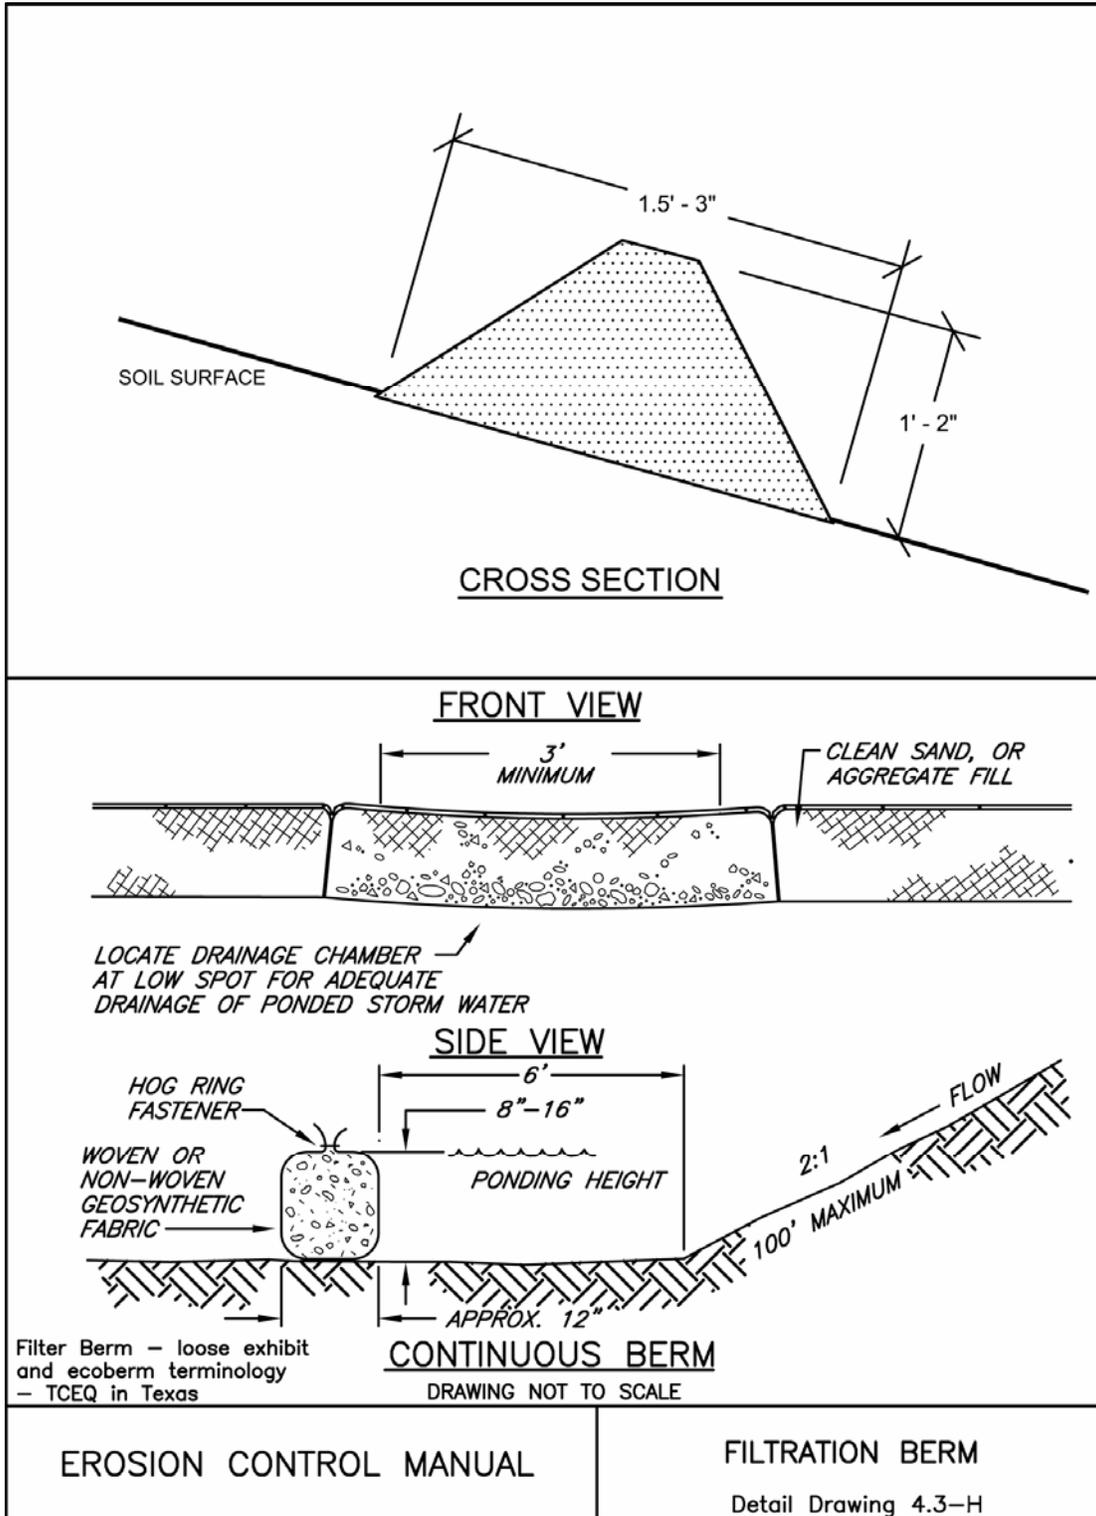 1.5' - 3"
SOIL SURFACE
1' - 2"
CROSS SECTION
FRONT VIEW
3'
MINIMUM
CLEAN SAND, OR
AGGREGATE FILL
LOCATE DRAINAGE CHAMBER
AT LOW SPOT FOR ADEQUATE
DRAINAGE OF PONDED STORM WATER
SIDE VIEW
6'
HOG RING
FASTENER
8"-16"
FLOW
WOVEN OR
NON-WOVEN
GEOSYNTHETIC
FABRIC
PONDING HEIGHT
2:1
100' MAXIMUM
APPROX. 12"
Filter Berm - loose exhibit
and ecoberm terminology
- TCEQ in Texas
CONTINUOUS BERM
DRAWING NOT TO SCALE
EROSION CONTROL MANUAL
FILTRATION BERM
Detail Drawing 4.3-H